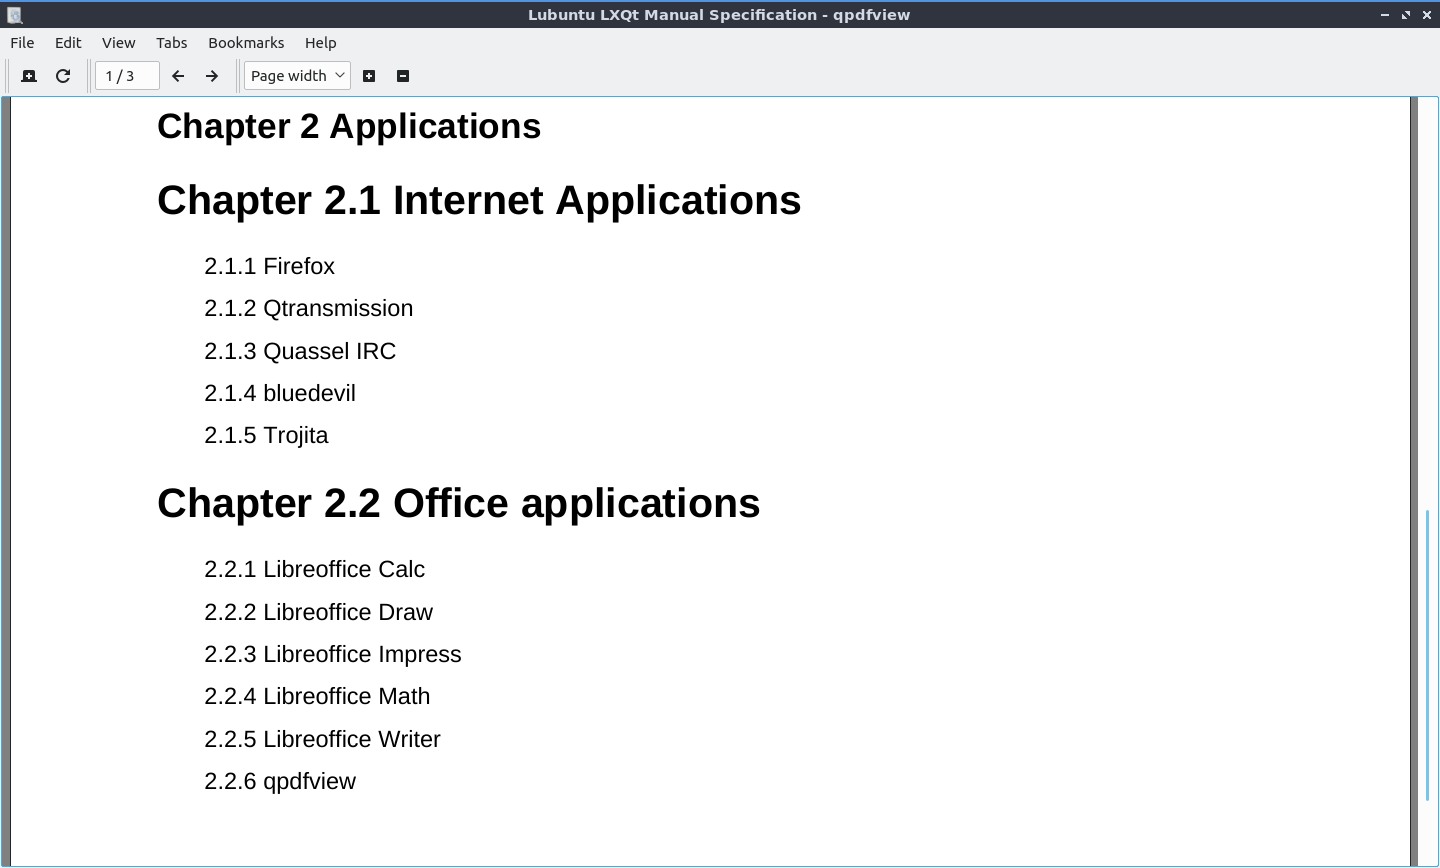 Lubuntu LXQt Manual Specification - qpdfview
File Edit View Tabs Bookmarks Help
1 / 3 Page width
Chapter 2 Applications
Chapter 2.1 Internet Applications
2.1.1 Firefox
2.1.2 Qtransmission
2.1.3 Quassel IRC
2.1.4 bluedevil
2.1.5 Trojita
Chapter 2.2 Office applications
2.2.1 Libreoffice Calc
2.2.2 Libreoffice Draw
2.2.3 Libreoffice Impress
2.2.4 Libreoffice Math
2.2.5 Libreoffice Writer
2.2.6 qpdfview